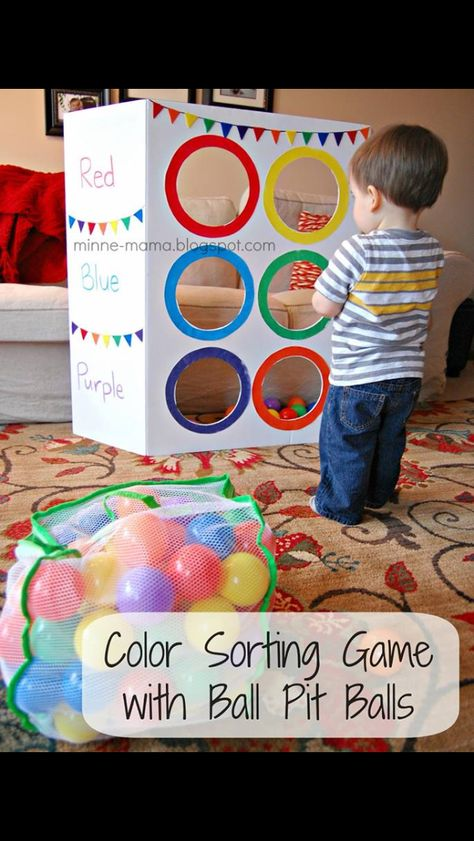 Red
Blue
Purple
minne-mama.blogspot.com
Color Sorting Game
with Ball Pit Balls